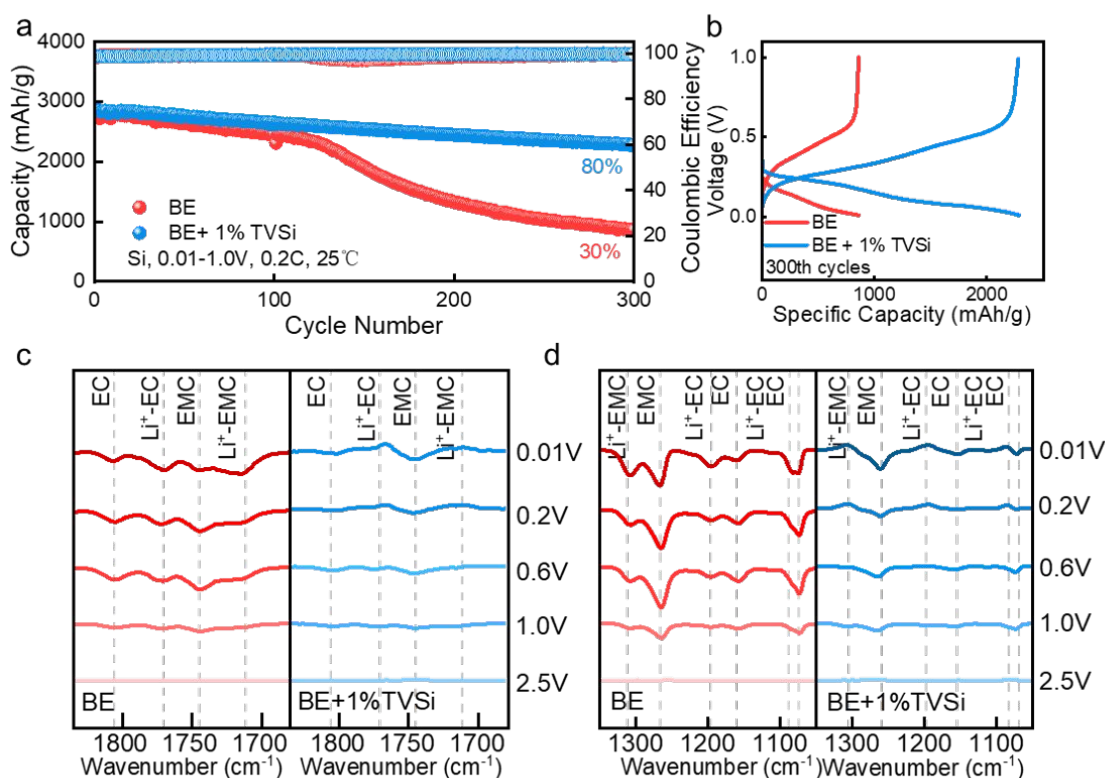 a
4000
3000
2000
1000
0
Capacity (mAh/g)
100
80
60
40
20
0
Coulombic Efficiency
80%
30%
BE
BE+ 1% TVSi
Si, 0.01-1.0V, 0.2C, 25℃
0 100 200 300
Cycle Number
b
1.0
0.5
0.0
Voltage (V)
BE
BE + 1% TVSi
300th cycles
0 1000 2000
Specific Capacity (mAh/g)
c
EC
Li⁺-EC
EMC
Li⁺-EMC
EC
Li⁺-EC
EMC
Li⁺-EMC
0.01V
0.2V
0.6V
1.0V
2.5V
BE
BE+1%TVSi
1800 1750 1700 1800 1750 1700
Wavenumber (cm⁻¹) Wavenumber (cm⁻¹)
d
Li⁺-EMC
EMC
Li⁺-EC
EC
Li⁺-EC
EC
Li⁺-EMC
EMC
Li⁺-EC
EC
Li⁺-EC
EC
0.01V
0.2V
0.6V
1.0V
2.5V
BE
BE+1%TVSi
1300 1200 1100 1300 1200 1100
Wavenumber (cm⁻¹) Wavenumber (cm⁻¹)